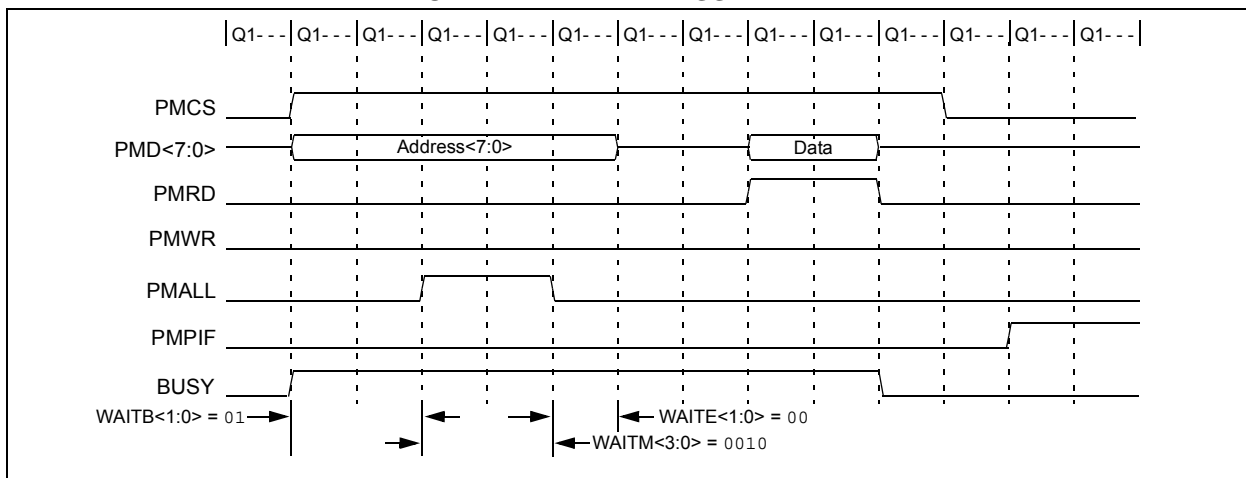 Q1- - - Q1- - - Q1- - - Q1- - - Q1- - - Q1- - - Q1- - - Q1- - - Q1- - - Q1- - - Q1- - - Q1- - - Q1- - - Q1- - -
PMCS
PMD<7:0> Address<7:0> Data
PMRD
PMWR
PMALL
PMPIF
BUSY
WAITB<1:0> = 01 WAITE<1:0> = 00
WAITM<3:0> = 0010